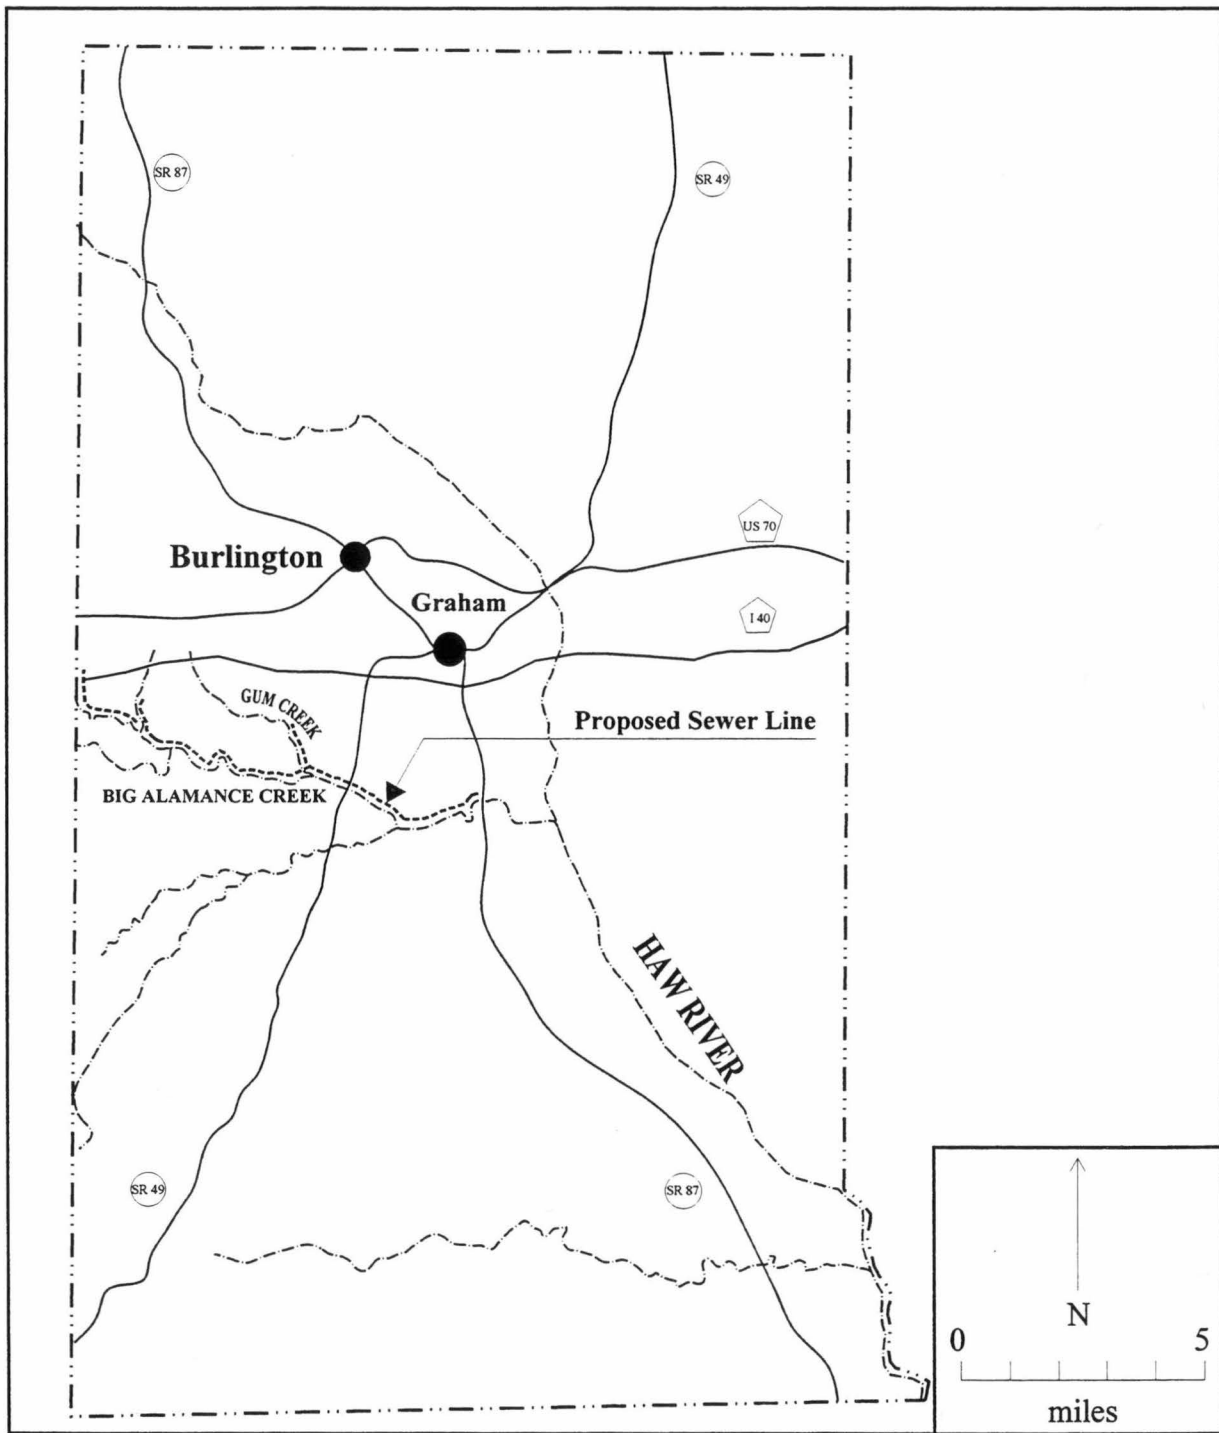 SR 87
SR 49
US 70
Burlington
Graham
I 40
GUM CREEK
Proposed Sewer Line
BIG ALAMANCE CREEK
HAW RIVER
SR 49
SR 87
N
0 5
miles